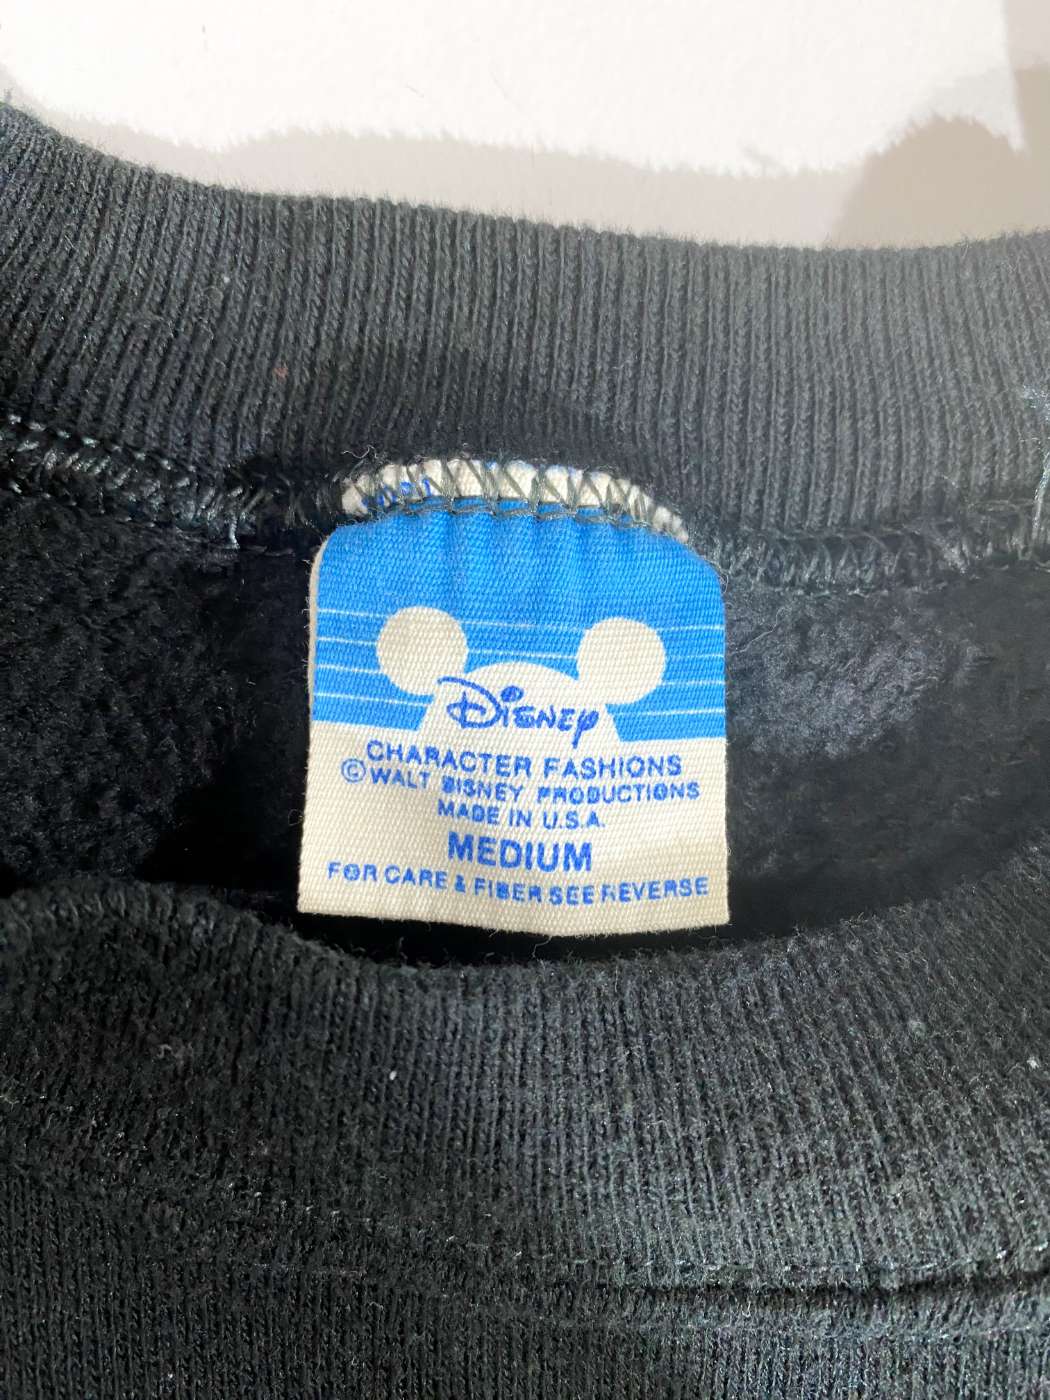 Disney
CHARACTER FASHIONS
© WALT DISNEY PRODUCTIONS
MADE IN U.S.A.
MEDIUM
FOR CARE & FIBER SEE REVERSE